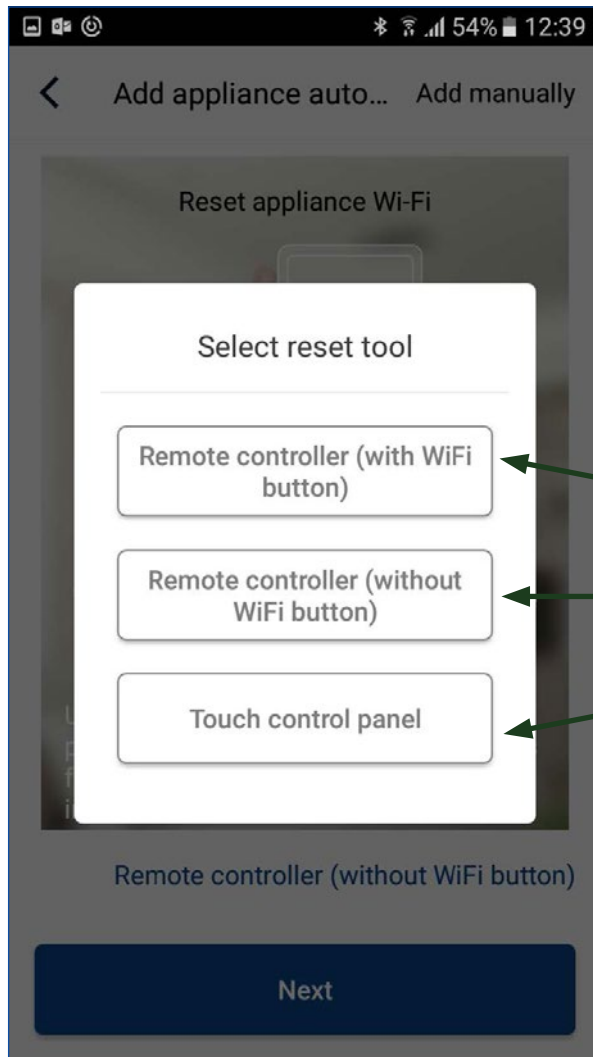 54% 12:39
Add appliance auto... Add manually
Reset appliance Wi-Fi
Select reset tool
Remote controller (with WiFi
button)
Remote controller (without
WiFi button)
Touch control panel
Remote controller (without WiFi button)
Next